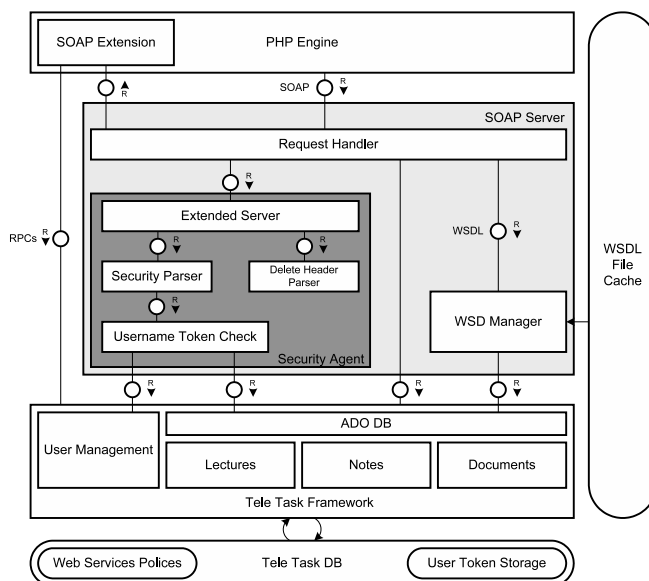 SOAP Extension
PHP Engine
R
SOAP
R
SOAP Server
Request Handler
R
Extended Server
RPCs
R
R
R
WSDL
R
Security Parser
Delete Header
Parser
WSDL
File
Cache
R
Username Token Check
WSD Manager
Security Agent
R
R
R
R
User Management
ADO DB
Lectures
Notes
Documents
Tele Task Framework
Web Services Polices
Tele Task DB
User Token Storage